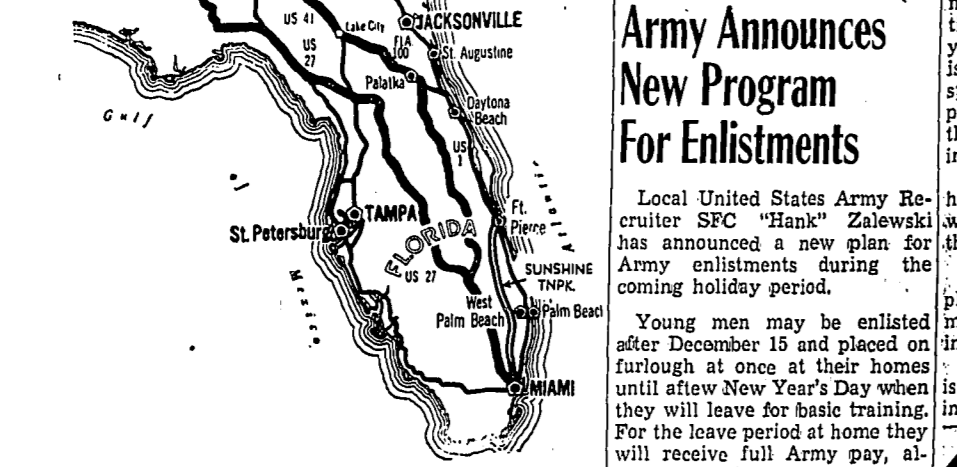 US 41
Lake City
JACKSONVILLE
FLA.
100
US
27
St. Augustine
Palatka
Daytona
Beach
US
1
Gulf
of
Mexico
Atlantic
TAMPA
St. Petersburg
Ft.
Pierce
FLORIDA
US 27
SUNSHINE
TNPK.
West
Palm Beach
Palm Beach
MIAMI
Army Announces
New Program
For Enlistments
Local United States Army Re-
cruiter SFC "Hank" Zalewski
has announced a new plan for
Army enlistments during the
coming holiday period.
Young men may be enlisted
after December 15 and placed on
furlough at once at their homes
until aftew New Year's Day when
they will leave for basic training.
For the leave period at home they
will receive full Army pay, al-